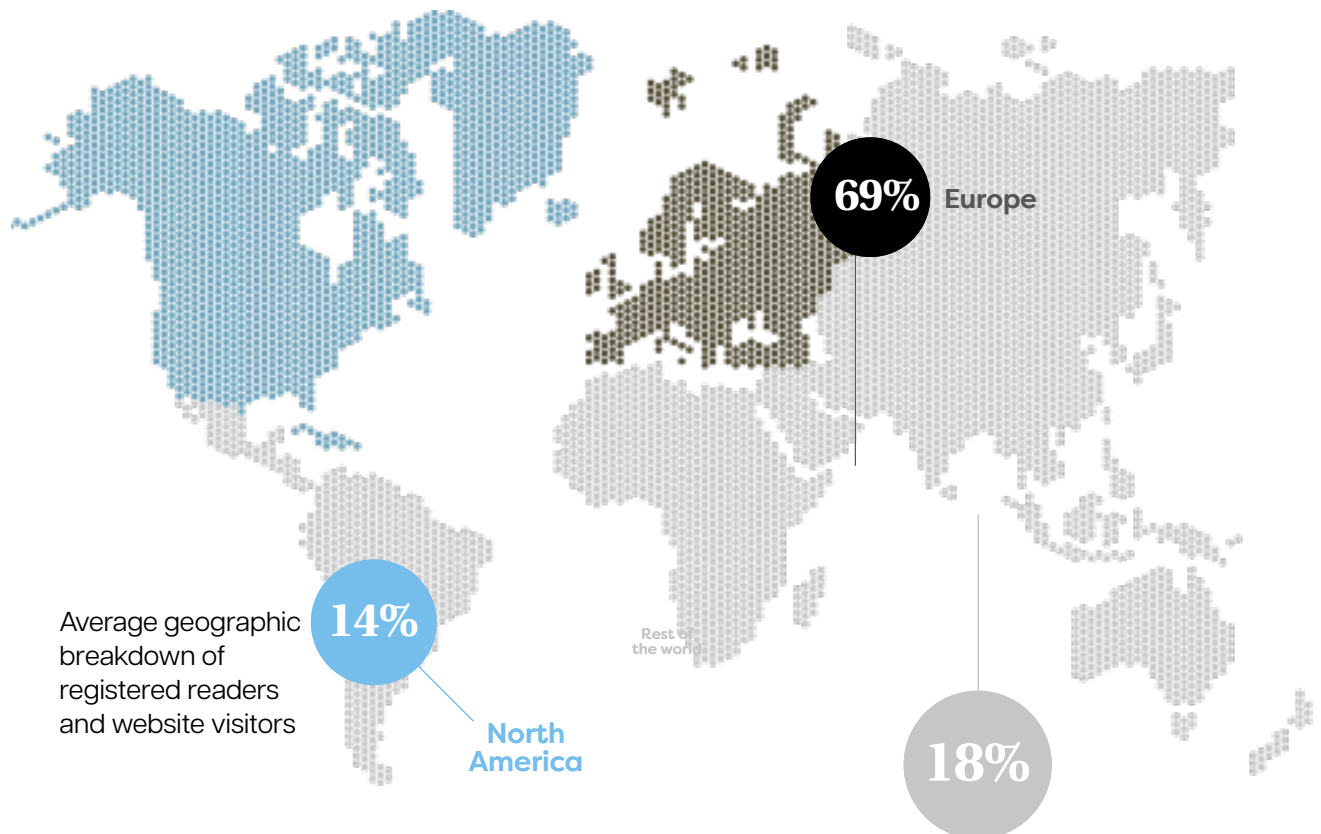 69%
Europe
Average geographic
breakdown of
registered readers
and website visitors
14%
North
America
Rest of
the world
18%